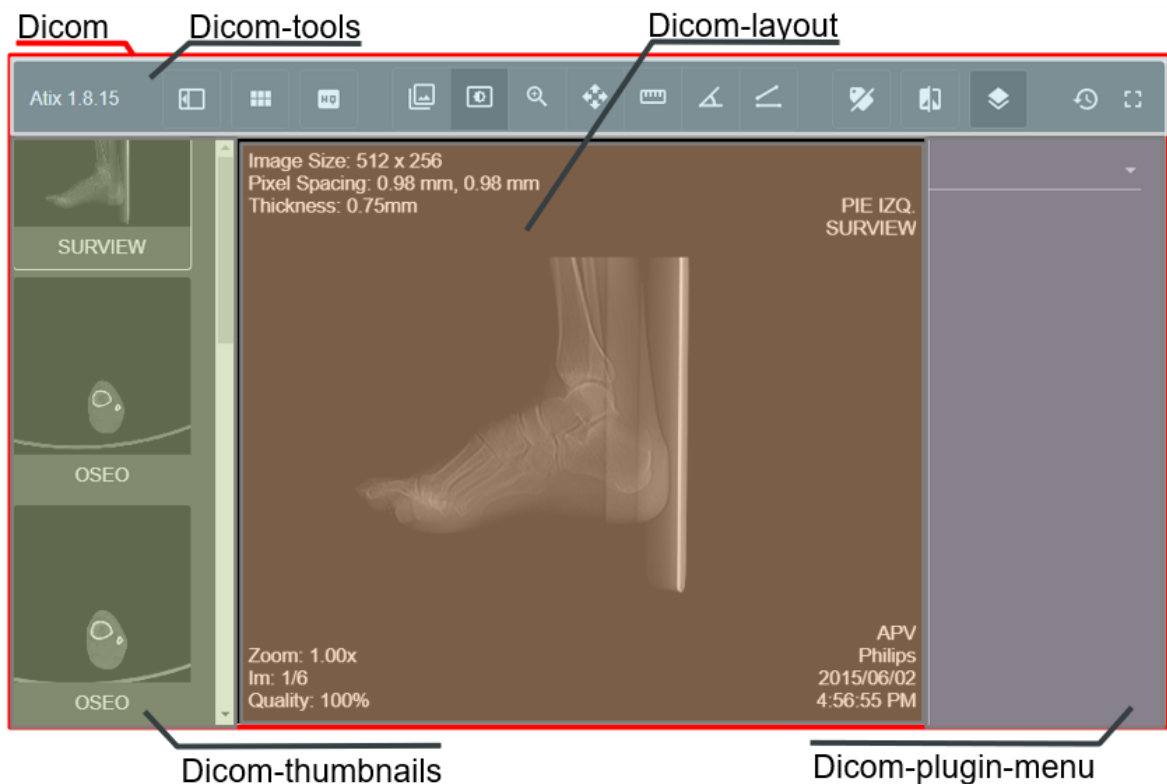 Dicom
Dicom-tools
Dicom-layout
Atix 1.8.15
HQ
Image Size: 512 x 256
Pixel Spacing: 0.98 mm, 0.98 mm
Thickness: 0.75mm
PIE IZQ.
SURVIEW
SURVIEW
OSEO
OSEO
Zoom: 1.00x
Im: 1/6
Quality: 100%
APV
Philips
2015/06/02
4:56:55 PM
Dicom-thumbnails
Dicom-plugin-menu